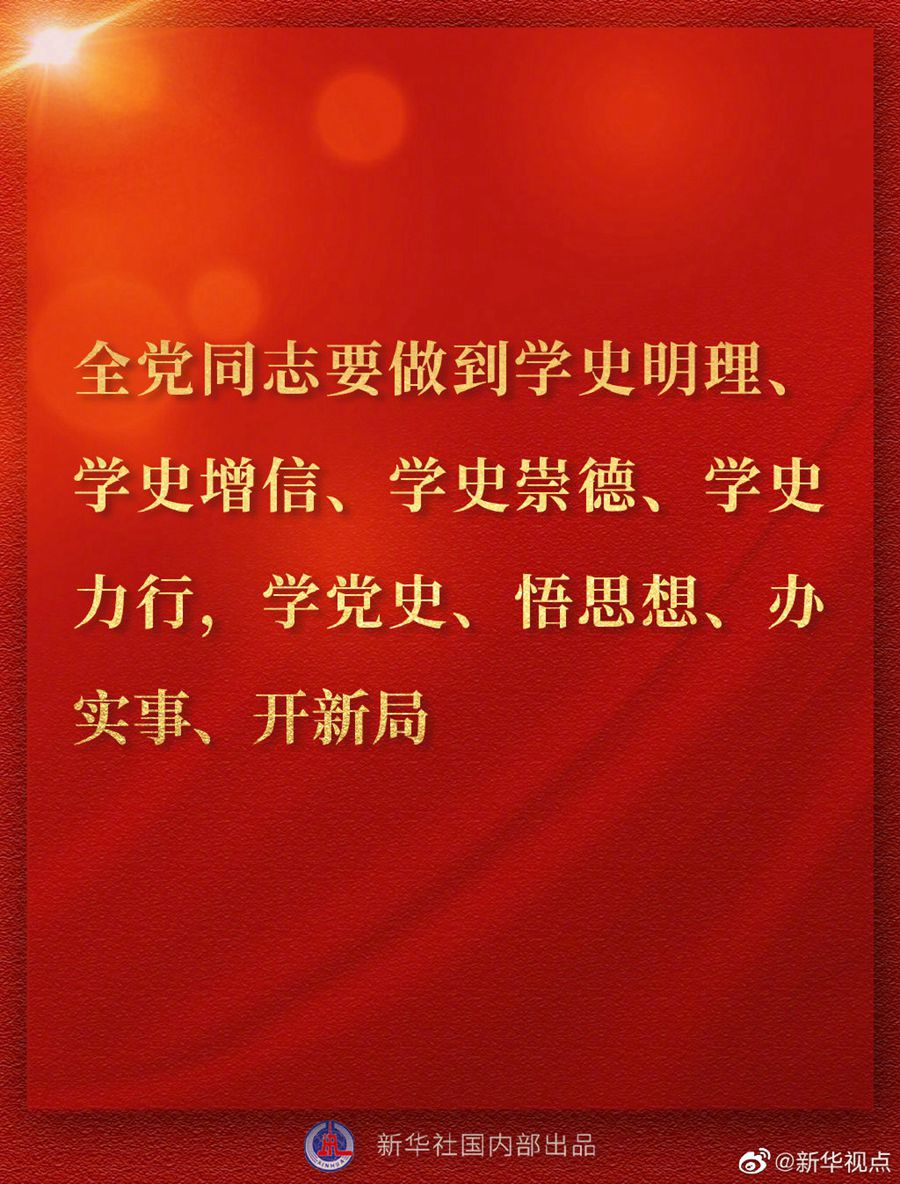 全党同志要做到学史明理、
学史增信、学史崇德、学史
力行，学党史、悟思想、办
实事、开新局
XINHUA
新华社国内部出品
@新华视点